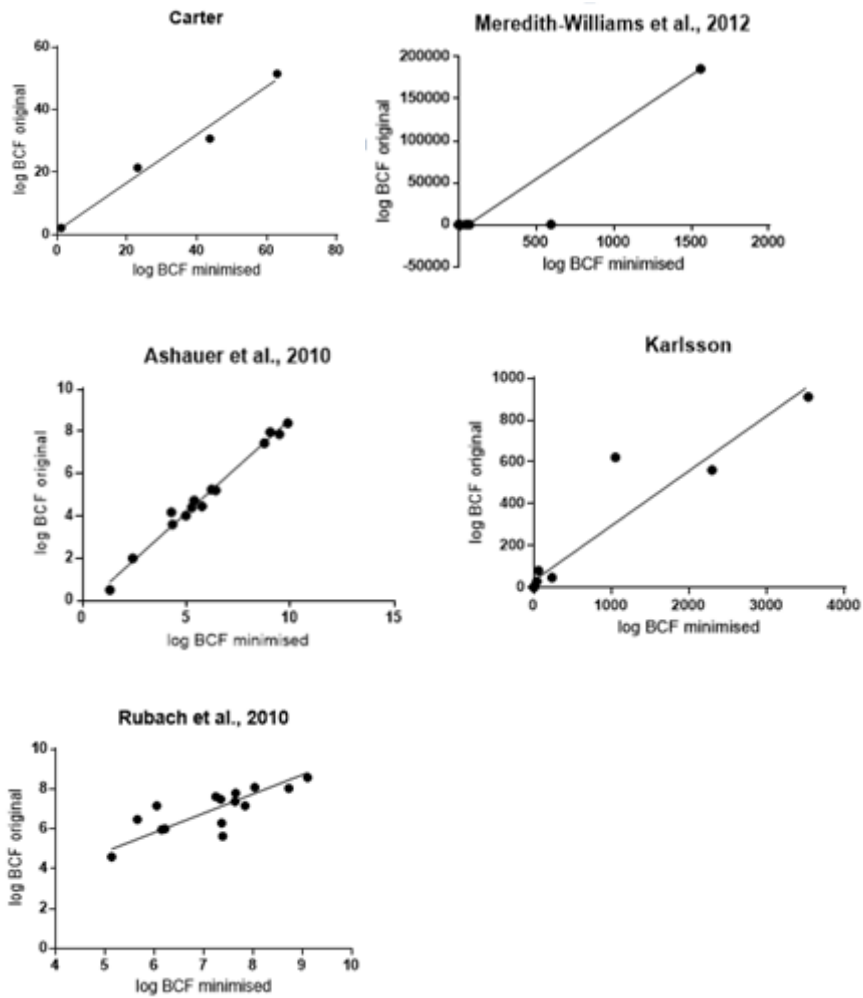 Carter
60
40
20
0
log BCF original
0 20 40 60 80
log BCF minimised
Meredith-Williams et al., 2012
200000
150000
100000
50000
0
-50000
log BCF original
500 1000 1500 2000
log BCF minimised
Ashauer et al., 2010
10
8
6
4
2
0
log BCF original
0 5 10 15
log BCF minimised
Karlsson
1000
800
600
400
200
0
log BCF original
0 1000 2000 3000 4000
log BCF minimised
Rubach et al., 2010
10
8
6
4
2
0
log BCF original
4 5 6 7 8 9 10
log BCF minimised